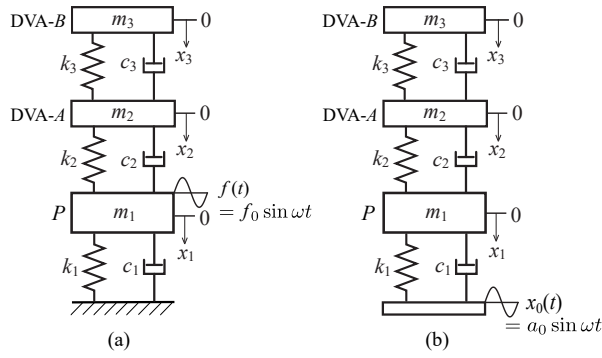 DVA-B m₃ 0
k₃ c₃ x₃
DVA-A m₂ 0
k₂ c₂ x₂
f(t)
P m₁ 0 = f₀ sin ωt
k₁ c₁ x₁
(a)
DVA-B m₃ 0
k₃ c₃ x₃
DVA-A m₂ 0
k₂ c₂ x₂
P m₁ 0
k₁ c₁ x₁
x₀(t)
= a₀ sin ωt
(b)